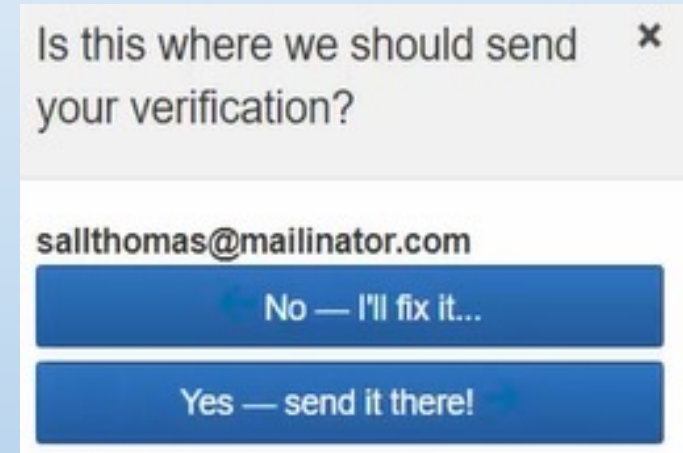 Is this where we should send ×
your verification?
sallthomas@mailinator.com
← No — I'll fix it...
Yes — send it there! →